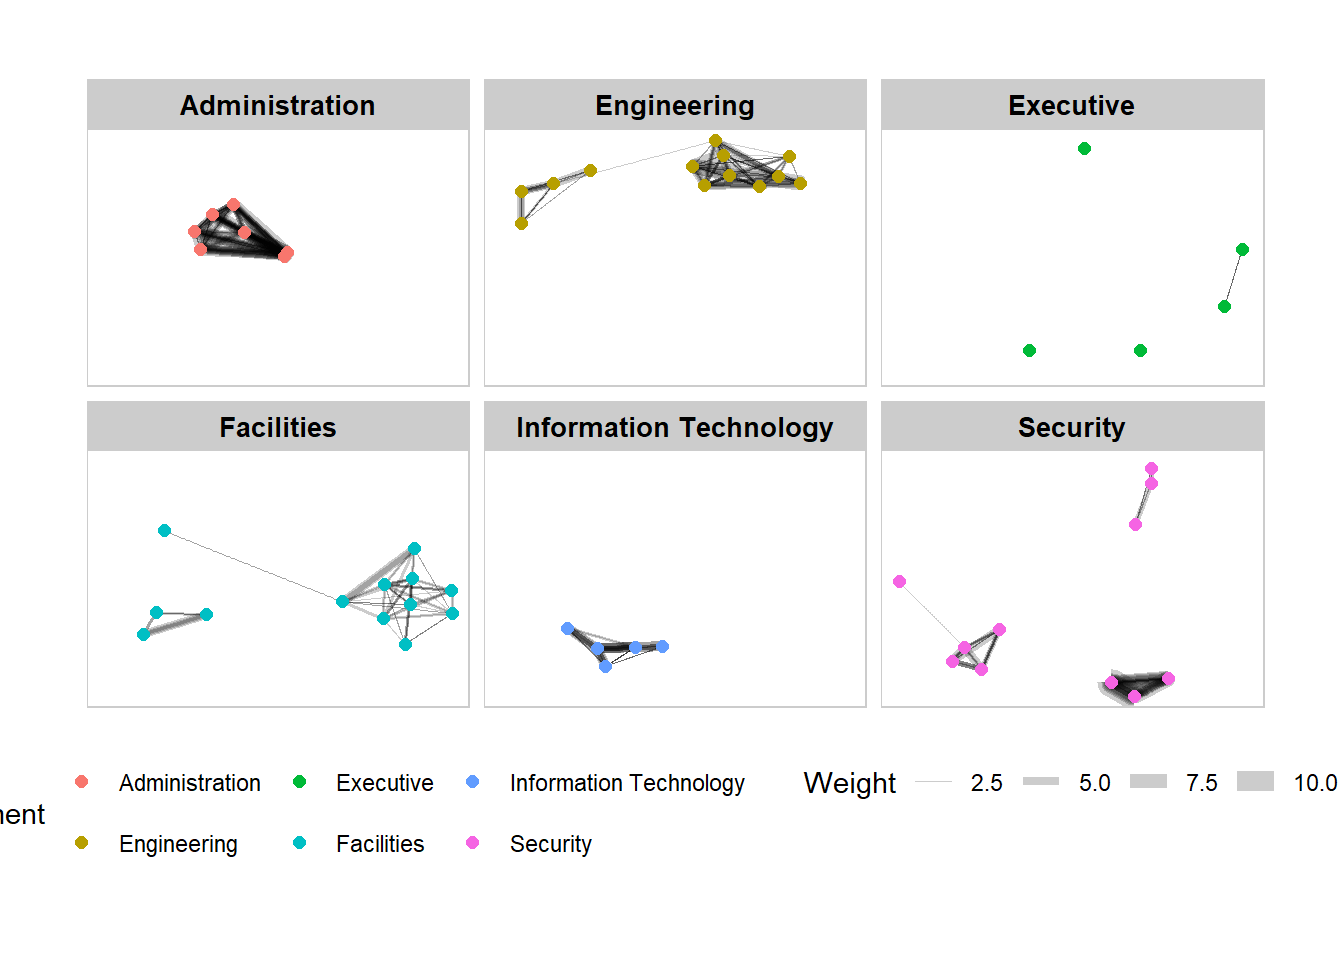 Administration
Engineering
Executive
Facilities
Information Technology
Security
Administration
Executive
Information Technology
Weight
2.5
5.0
7.5
10.0
Engineering
Facilities
Security